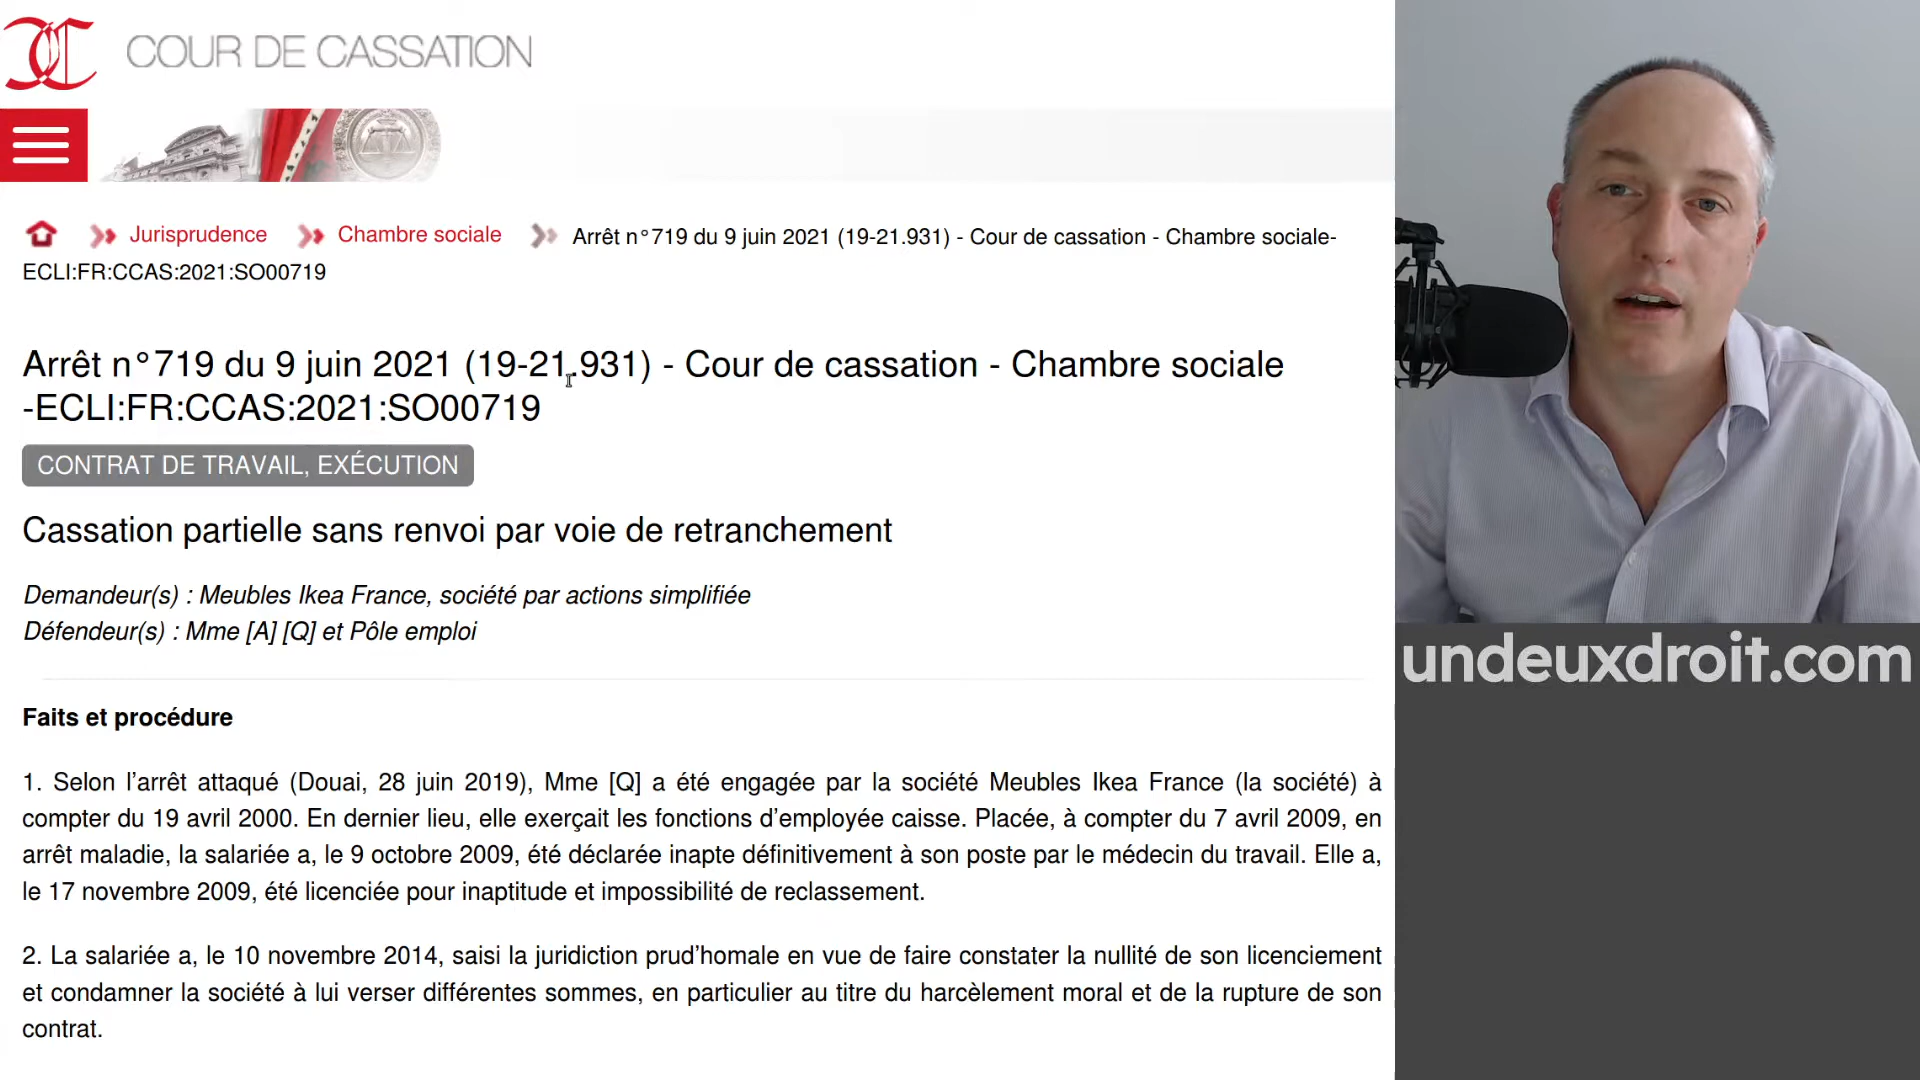 COUR DE CASSATION
Jurisprudence Chambre sociale Arrêt n°719 du 9 juin 2021 (19-21.931) - Cour de cassation - Chambre sociale-
ECLI:FR:CCAS:2021:SO00719
Arrêt n°719 du 9 juin 2021 (19-21.931) - Cour de cassation - Chambre sociale
-ECLI:FR:CCAS:2021:SO00719
CONTRAT DE TRAVAIL, EXÉCUTION
Cassation partielle sans renvoi par voie de retranchement
Demandeur(s) : Meubles Ikea France, société par actions simplifiée
Défendeur(s) : Mme [A] [Q] et Pôle emploi
Faits et procédure
1. Selon l’arrêt attaqué (Douai, 28 juin 2019), Mme [Q] a été engagée par la société Meubles Ikea France (la société) à
compter du 19 avril 2000. En dernier lieu, elle exerçait les fonctions d’employée caisse. Placée, à compter du 7 avril 2009, en
arrêt maladie, la salariée a, le 9 octobre 2009, été déclarée inapte définitivement à son poste par le médecin du travail. Elle a,
le 17 novembre 2009, été licenciée pour inaptitude et impossibilité de reclassement.
2. La salariée a, le 10 novembre 2014, saisi la juridiction prud’homale en vue de faire constater la nullité de son licenciement
et condamner la société à lui verser différentes sommes, en particulier au titre du harcèlement moral et de la rupture de son
contrat.
undeuxdroit.com